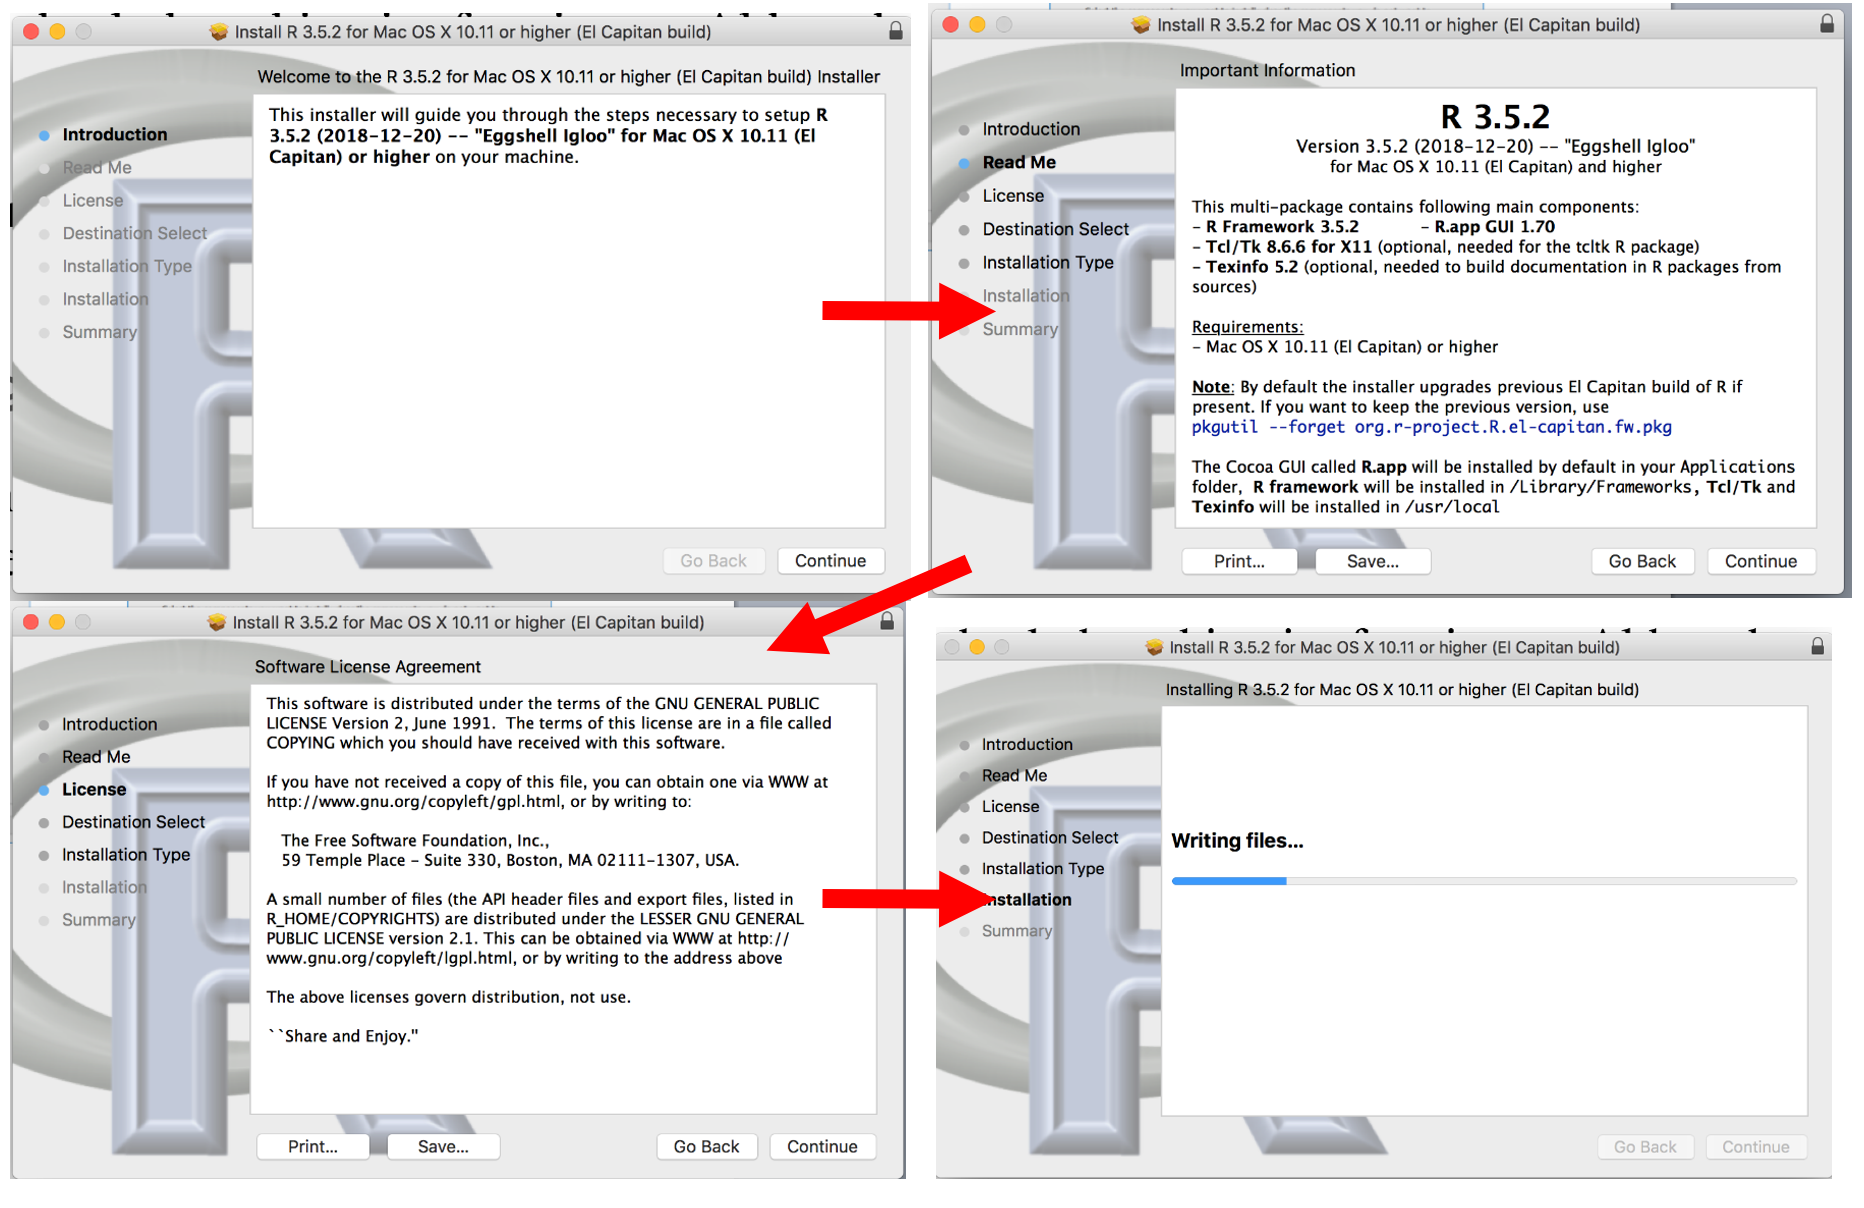 Install R 3.5.2 for Mac OS X 10.11 or higher (El Capitan build)
Welcome to the R 3.5.2 for Mac OS X 10.11 or higher (El Capitan build) Installer
Introduction
Read Me
License
Destination Select
Installation Type
Installation
Summary
This installer will guide you through the steps necessary to setup R
3.5.2 (2018-12-20) -- "Eggshell Igloo" for Mac OS X 10.11 (El
Capitan) or higher on your machine.
Go Back
Continue
Install R 3.5.2 for Mac OS X 10.11 or higher (El Capitan build)
Important Information
Introduction
Read Me
License
Destination Select
Installation Type
Installation
Summary
R 3.5.2
Version 3.5.2 (2018-12-20) -- "Eggshell Igloo"
for Mac OS X 10.11 (El Capitan) and higher
This multi-package contains following main components:
- R Framework 3.5.2 - R.app GUI 1.70
- Tcl/Tk 8.6.6 for X11 (optional, needed for the tcltk R package)
- Texinfo 5.2 (optional, needed to build documentation in R packages from
sources)
Requirements:
- Mac OS X 10.11 (El Capitan) or higher
Note: By default the installer upgrades previous El Capitan build of R if
present. If you want to keep the previous version, use
pkgutil --forget org.r-project.R.el-capitan.fw.pkg
The Cocoa GUI called R.app will be installed by default in your Applications
folder, R framework will be installed in /Library/Frameworks, Tcl/Tk and
Texinfo will be installed in /usr/local
Print...
Save...
Go Back
Continue
Install R 3.5.2 for Mac OS X 10.11 or higher (El Capitan build)
Software License Agreement
Introduction
Read Me
License
Destination Select
Installation Type
Installation
Summary
This software is distributed under the terms of the GNU GENERAL PUBLIC
LICENSE Version 2, June 1991. The terms of this license are in a file called
COPYING which you should have received with this software.
If you have not received a copy of this file, you can obtain one via WWW at
http://www.gnu.org/copyleft/gpl.html, or by writing to:
The Free Software Foundation, Inc.,
59 Temple Place - Suite 330, Boston, MA 02111-1307, USA.
A small number of files (the API header files and export files, listed in
R_HOME/COPYRIGHTS) are distributed under the LESSER GNU GENERAL
PUBLIC LICENSE version 2.1. This can be obtained via WWW at http://
www.gnu.org/copyleft/lgpl.html, or by writing to the address above
The above licenses govern distribution, not use.
``Share and Enjoy."
Print...
Save...
Go Back
Continue
Install R 3.5.2 for Mac OS X 10.11 or higher (El Capitan build)
Installing R 3.5.2 for Mac OS X 10.11 or higher (El Capitan build)
Introduction
Read Me
License
Destination Select
Installation Type
Installation
Summary
Writing files...
Go Back
Continue